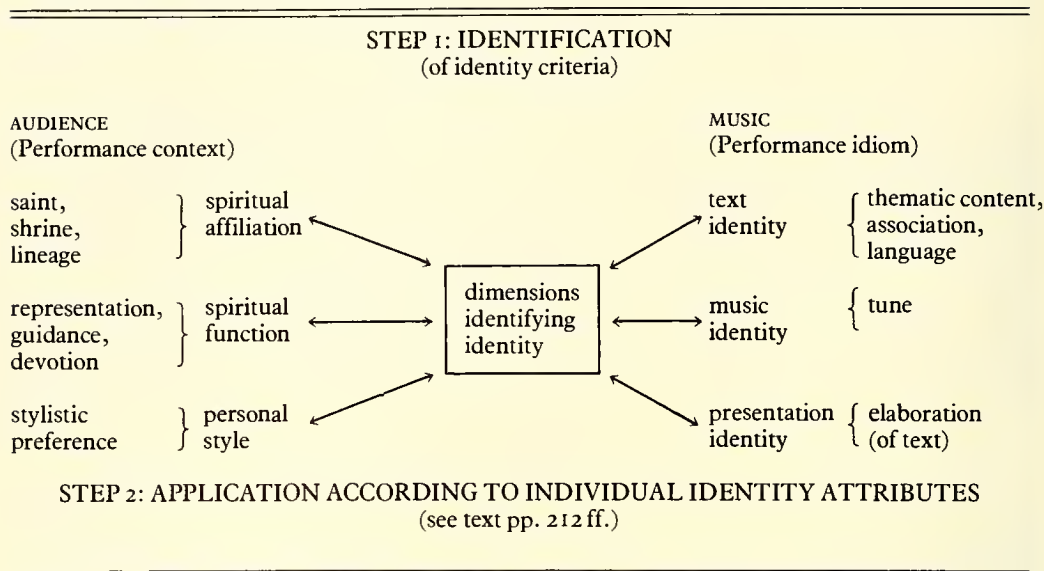 STEP 1: IDENTIFICATION
(of identity criteria)
AUDIENCE
(Performance context)
saint,
shrine,
lineage
spiritual
affiliation
representation,
guidance,
devotion
spiritual
function
stylistic
preference
personal
style
dimensions
identifying
identity
MUSIC
(Performance idiom)
text
identity
thematic content,
association,
language
music
identity
tune
presentation
identity
elaboration
(of text)
STEP 2: APPLICATION ACCORDING TO INDIVIDUAL IDENTITY ATTRIBUTES
(see text pp. 212 ff.)